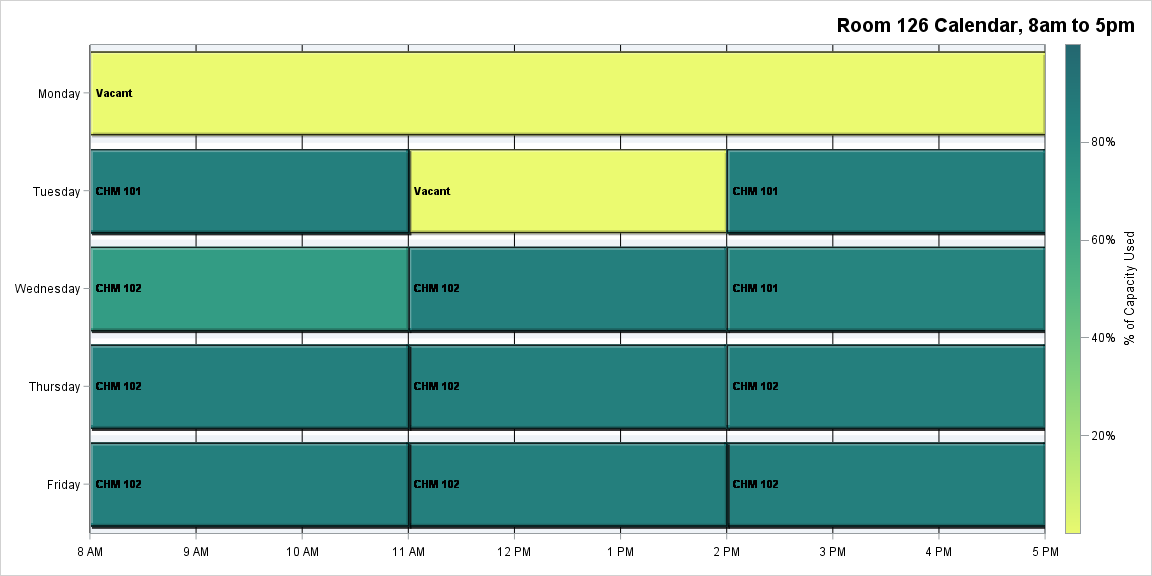 Room 126 Calendar, 8am to 5pm
Monday
Vacant
Tuesday
CHM 101
Vacant
CHM 101
Wednesday
CHM 102
CHM 102
CHM 101
Thursday
CHM 102
CHM 102
CHM 102
Friday
CHM 102
CHM 102
CHM 102
8 AM
9 AM
10 AM
11 AM
12 PM
1 PM
2 PM
3 PM
4 PM
5 PM
80%
60%
40%
20%
% of Capacity Used